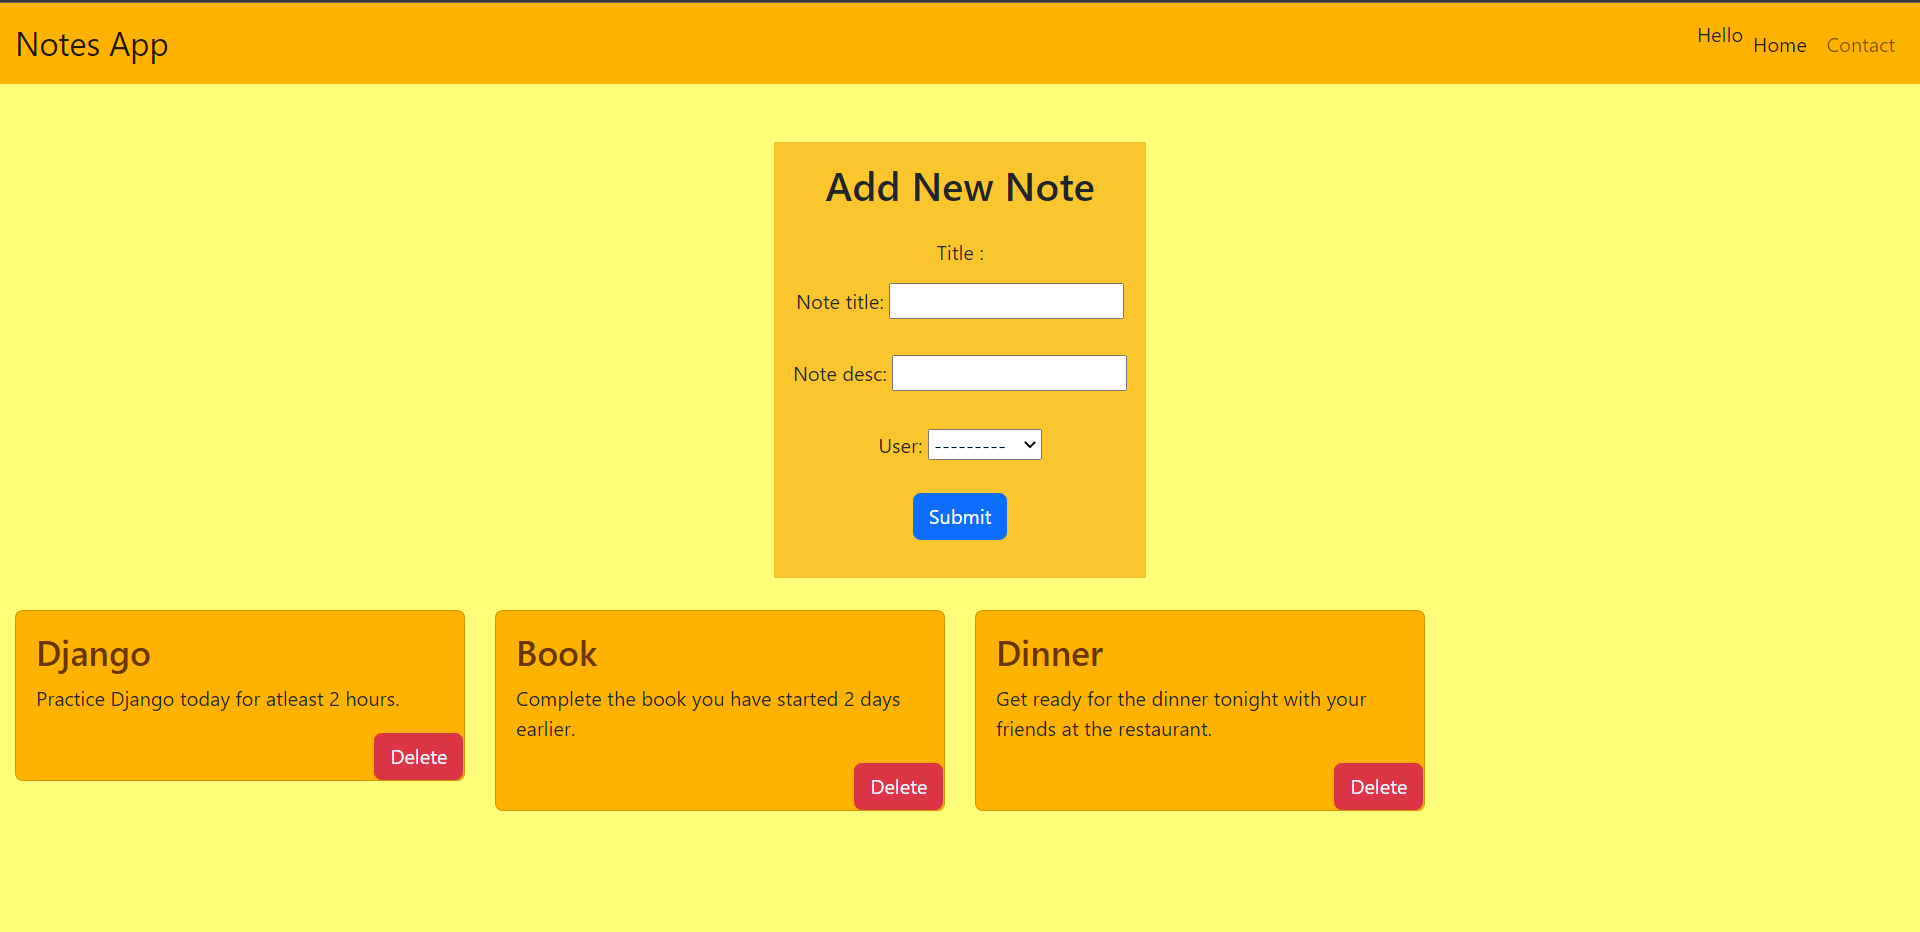 Notes App
Hello
Home
Contact
Add New Note
Title :
Note title:
Note desc:
User: ---------
Submit
Django
Practice Django today for atleast 2 hours.
Delete
Book
Complete the book you have started 2 days
earlier.
Delete
Dinner
Get ready for the dinner tonight with your
friends at the restaurant.
Delete